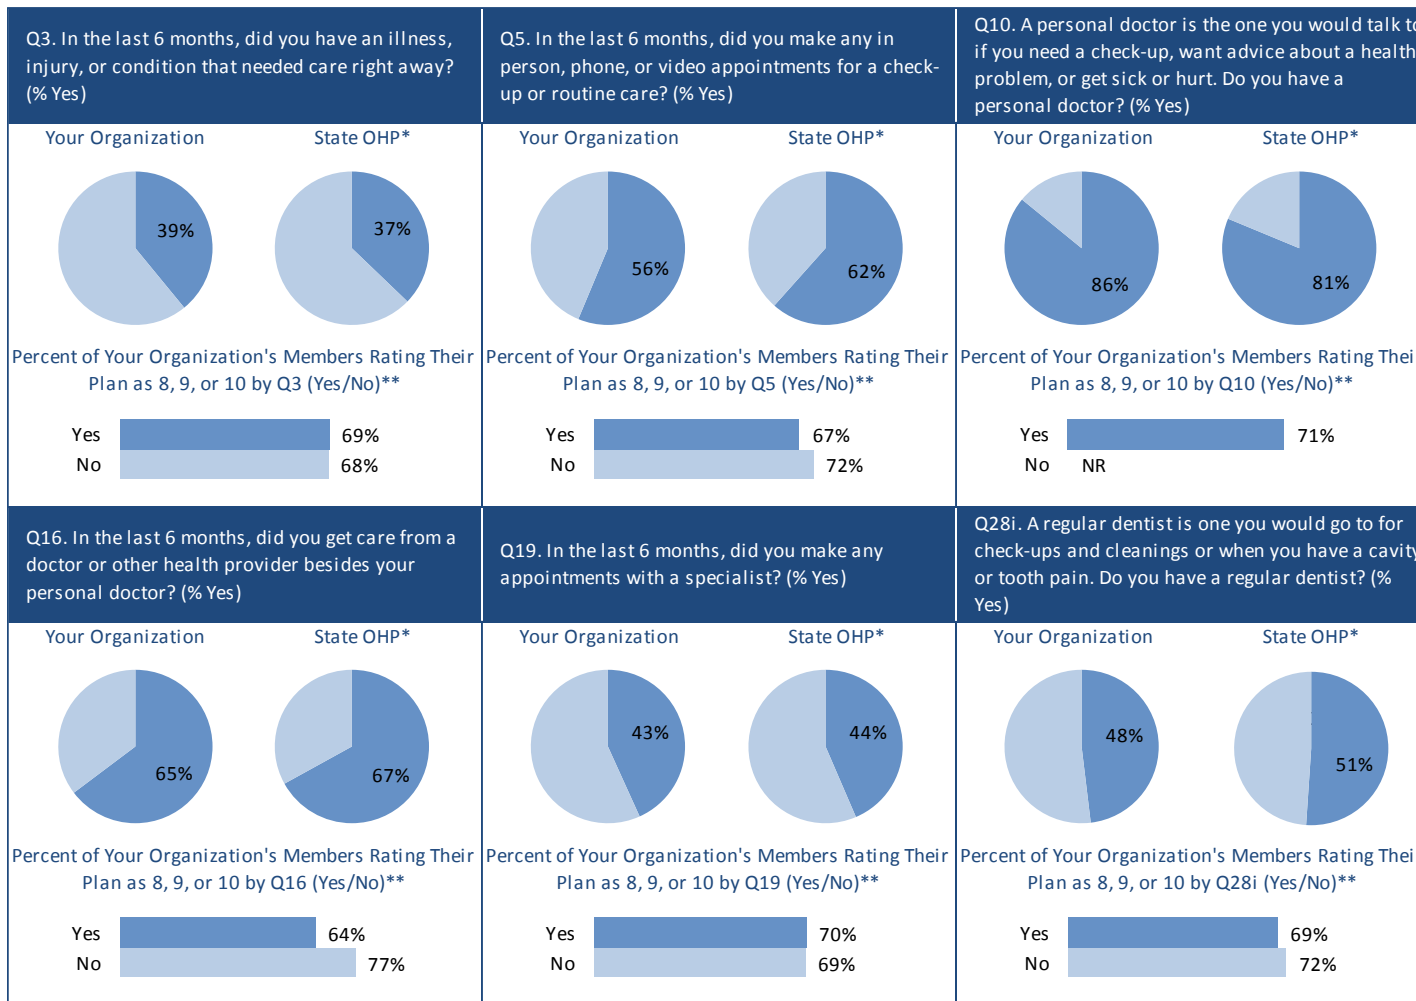 Q3. In the last 6 months, did you have an illness,
injury, or condition that needed care right away?
(% Yes)
Q5. In the last 6 months, did you make any in
person, phone, or video appointments for a check-
up or routine care? (% Yes)
Q10. A personal doctor is the one you would talk to
if you need a check-up, want advice about a health
problem, or get sick or hurt. Do you have a
personal doctor? (% Yes)
Your Organization
State OHP*
39%
37%
Your Organization
State OHP*
56%
62%
Your Organization
State OHP*
86%
81%
Percent of Your Organization's Members Rating Their
Plan as 8, 9, or 10 by Q3 (Yes/No)**
Yes 69%
No 68%
Percent of Your Organization's Members Rating Their
Plan as 8, 9, or 10 by Q5 (Yes/No)**
Yes 67%
No 72%
Percent of Your Organization's Members Rating Thei
Plan as 8, 9, or 10 by Q10 (Yes/No)**
Yes 71%
No NR
Q16. In the last 6 months, did you get care from a
doctor or other health provider besides your
personal doctor? (% Yes)
Q19. In the last 6 months, did you make any
appointments with a specialist? (% Yes)
Q28i. A regular dentist is one you would go to for
check-ups and cleanings or when you have a cavity
or tooth pain. Do you have a regular dentist? (%
Yes)
Your Organization
State OHP*
65%
67%
Your Organization
State OHP*
43%
44%
Your Organization
State OHP*
48%
51%
Percent of Your Organization's Members Rating Their
Plan as 8, 9, or 10 by Q16 (Yes/No)**
Yes 64%
No 77%
Percent of Your Organization's Members Rating Their
Plan as 8, 9, or 10 by Q19 (Yes/No)**
Yes 70%
No 69%
Percent of Your Organization's Members Rating Thei
Plan as 8, 9, or 10 by Q28i (Yes/No)**
Yes 69%
No 72%